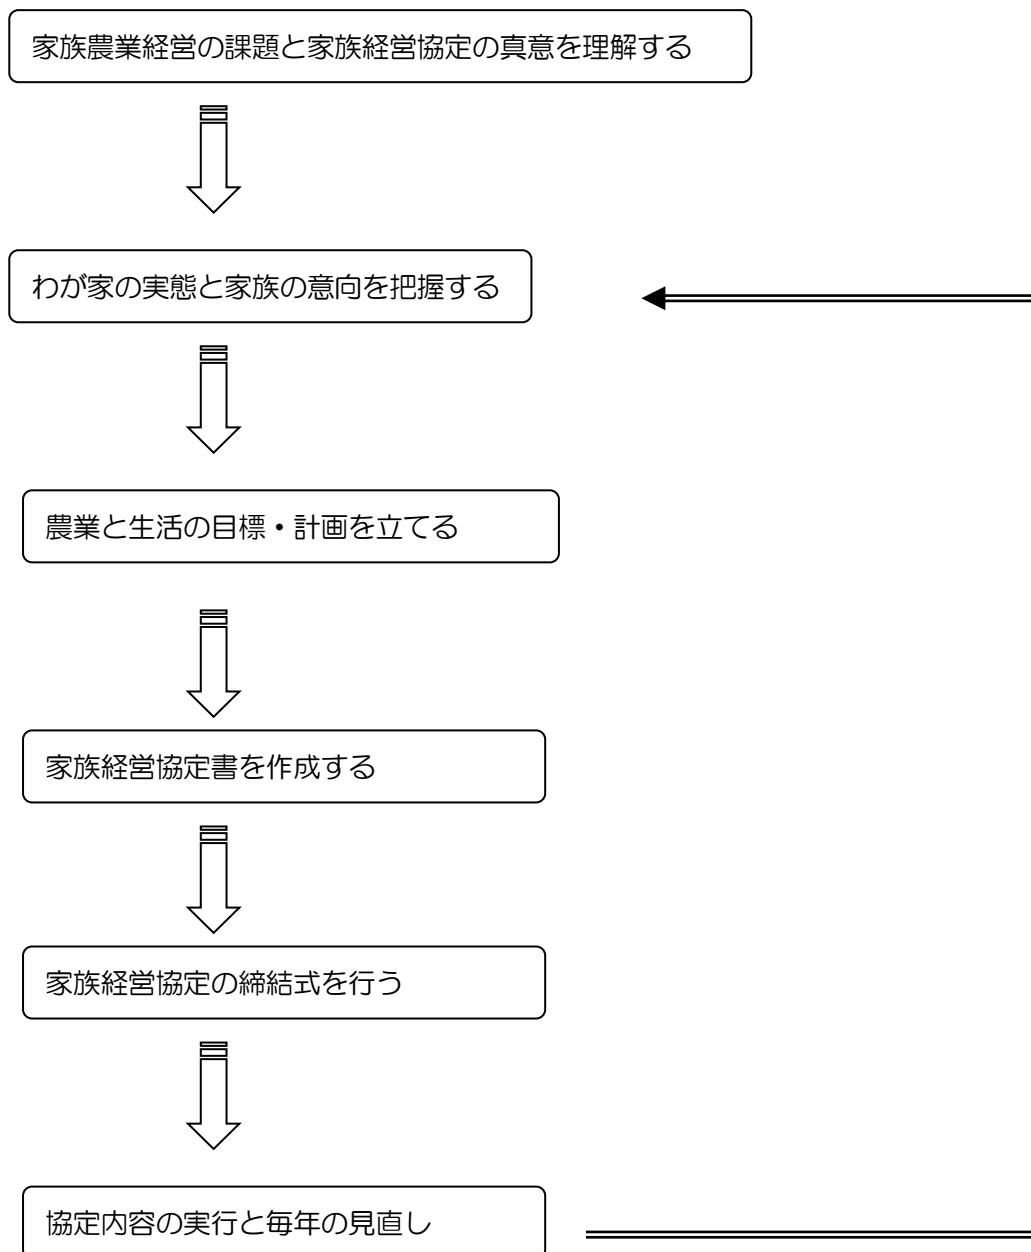 家族農業経営の課題と家族経営協定の真意を理解する
わが家の実態と家族の意向を把握する
農業と生活の目標・計画を立てる
家族経営協定書を作成する
家族経営協定の締結式を行う
協定内容の実行と毎年の見直し